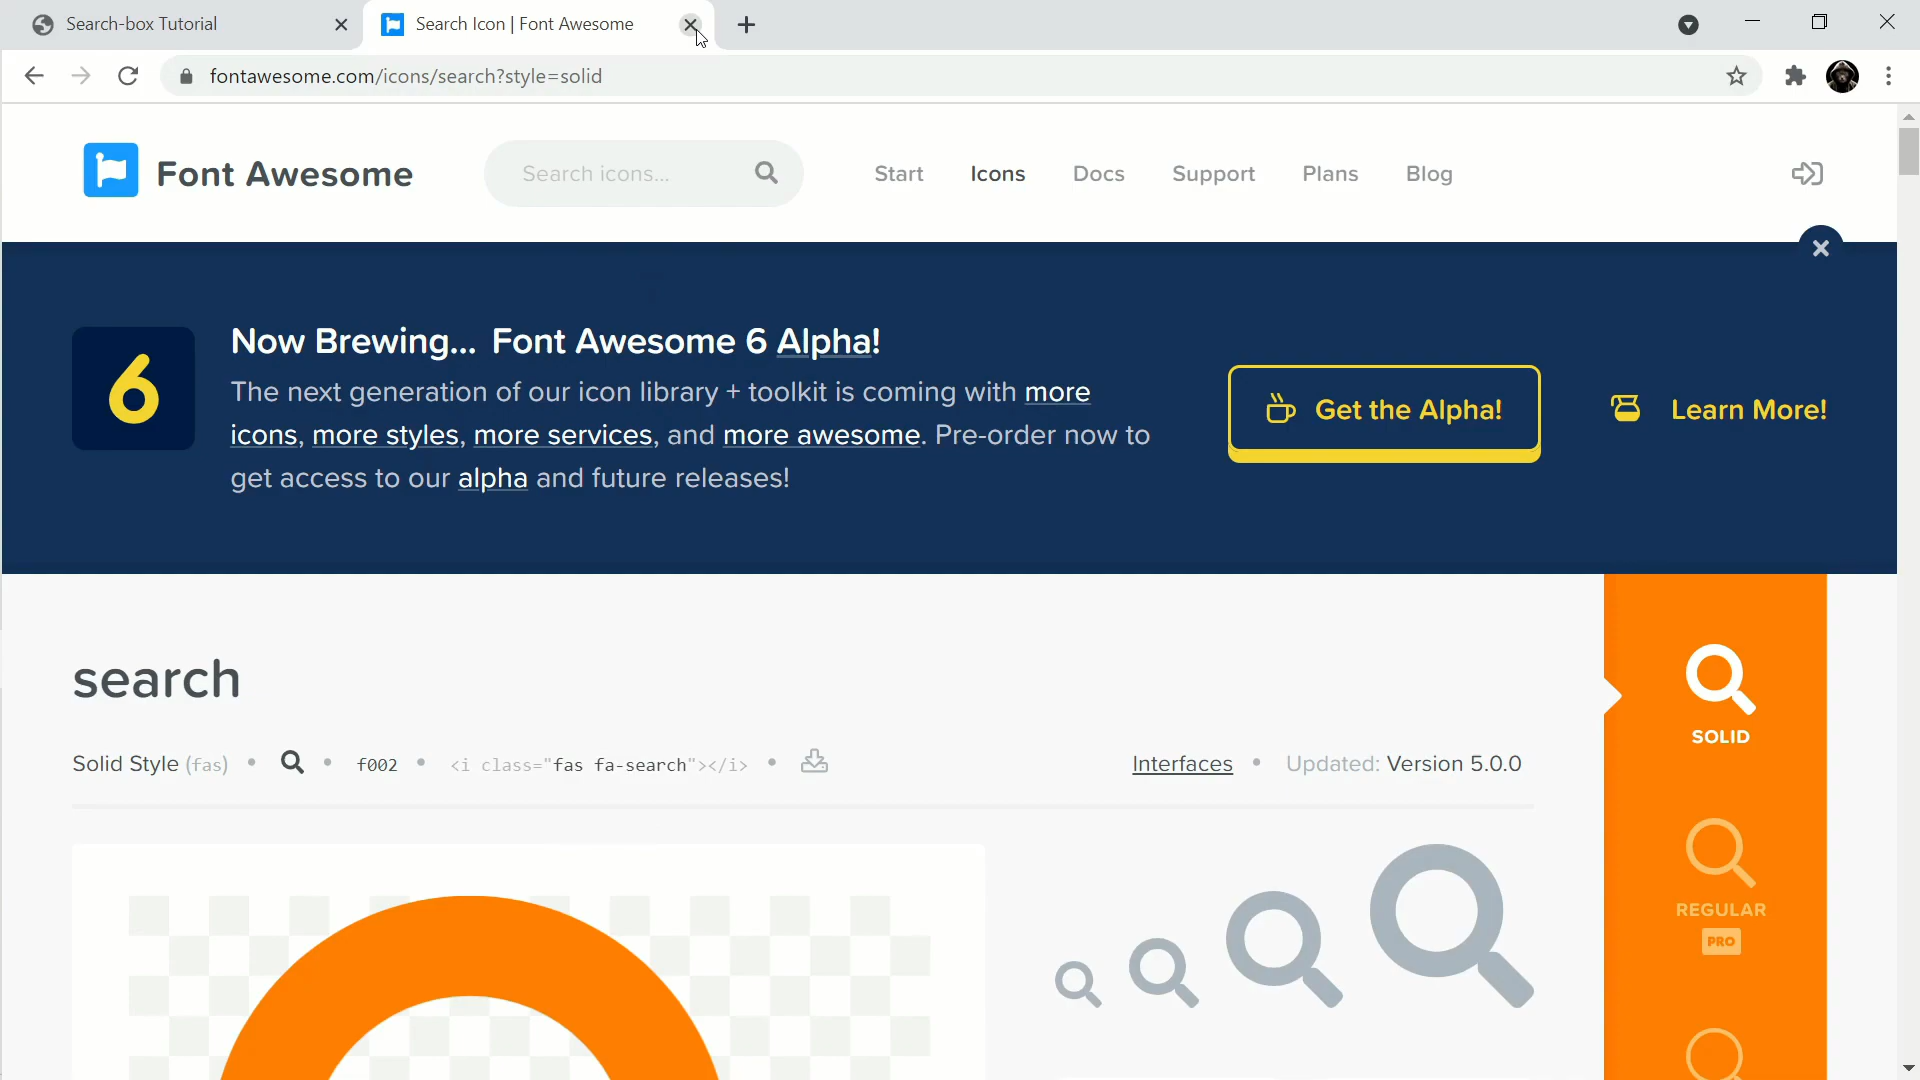 Search-box Tutorial
Search Icon | Font Awesome
fontawesome.com/icons/search?style=solid
Font Awesome
Search icons...
Start
Icons
Docs
Support
Plans
Blog
6
Now Brewing... Font Awesome 6 Alpha!
The next generation of our icon library + toolkit is coming with more
icons, more styles, more services, and more awesome. Pre-order now to
get access to our alpha and future releases!
Get the Alpha!
Learn More!
search
Solid Style (fas) • • f002 • <i class="fas fa-search"></i> •
Interfaces • Updated: Version 5.0.0
SOLID
REGULAR
PRO